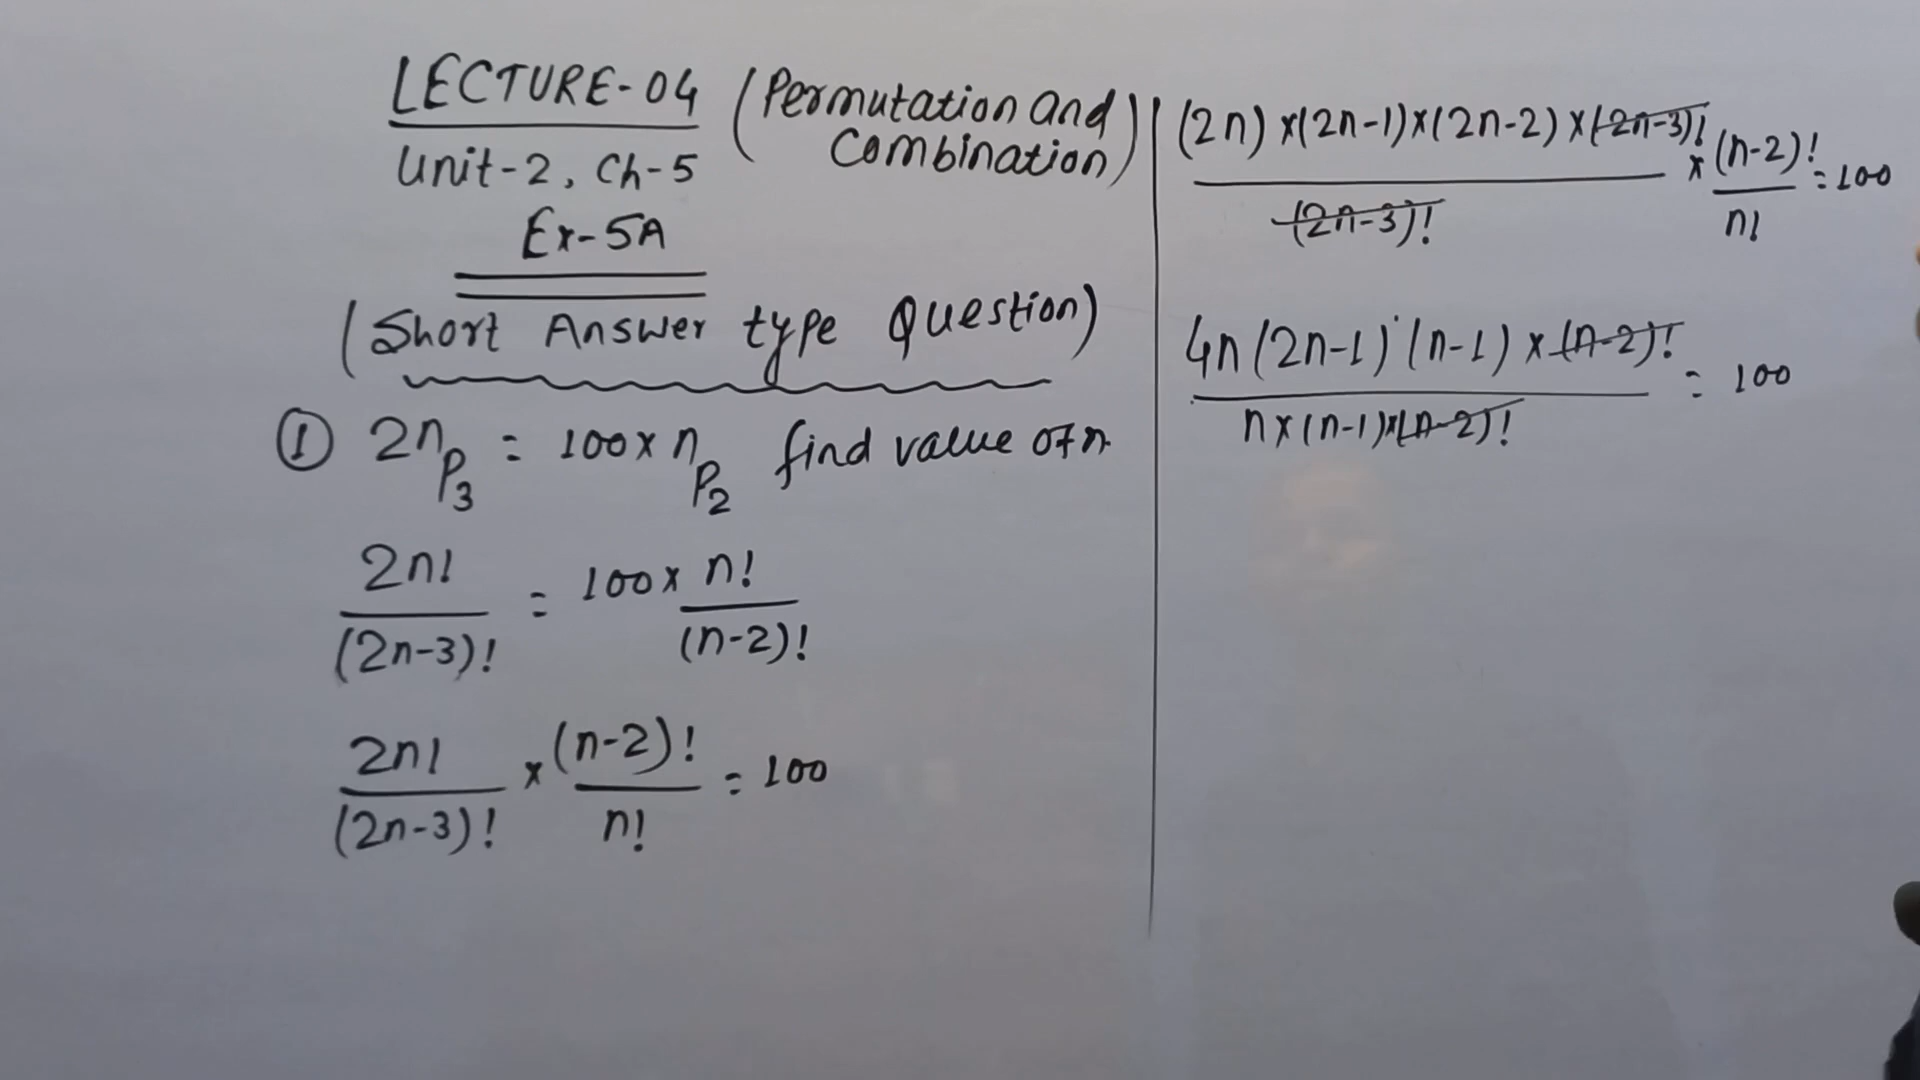 LECTURE-04 (Permutation and Combination)
Unit-2, Ch-5
Ex-5A
(Short Answer type Question)
① 2nP3 = 100 x nP2 find value of n.
2n! / (2n-3)! = 100 x n! / (n-2)!
2n! / (2n-3)! x (n-2)! / n! = 100
(2n) x (2n-1) x (2n-2) x (2n-3)! / (2n-3)! x (n-2)! / n! = 100
4n (2n-1) (n-1) x (n-2)! / n x (n-1) x (n-2)! = 100